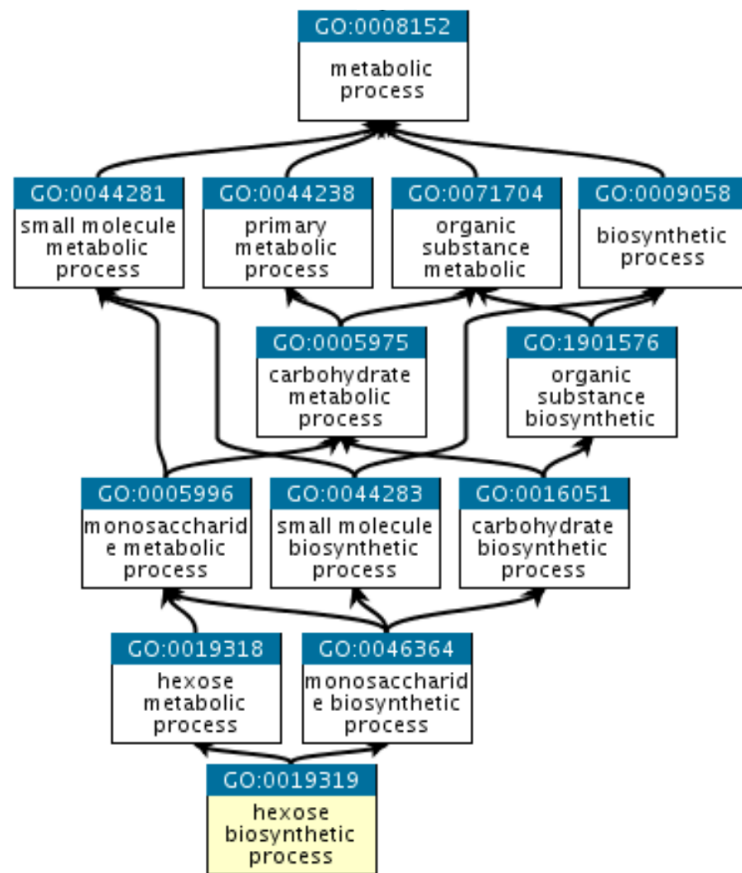 GO:0008152
metabolic
process
GO:0044281
small molecule
metabolic
process
GO:0044238
primary
metabolic
process
GO:0071704
organic
substance
metabolic
GO:0009058
biosynthetic
process
GO:0005975
carbohydrate
metabolic
process
GO:1901576
organic
substance
biosynthetic
GO:0005996
monosaccharid
e metabolic
process
GO:0044283
small molecule
biosynthetic
process
GO:0016051
carbohydrate
biosynthetic
process
GO:0019318
hexose
metabolic
process
GO:0046364
monosaccharid
e biosynthetic
process
GO:0019319
hexose
biosynthetic
process